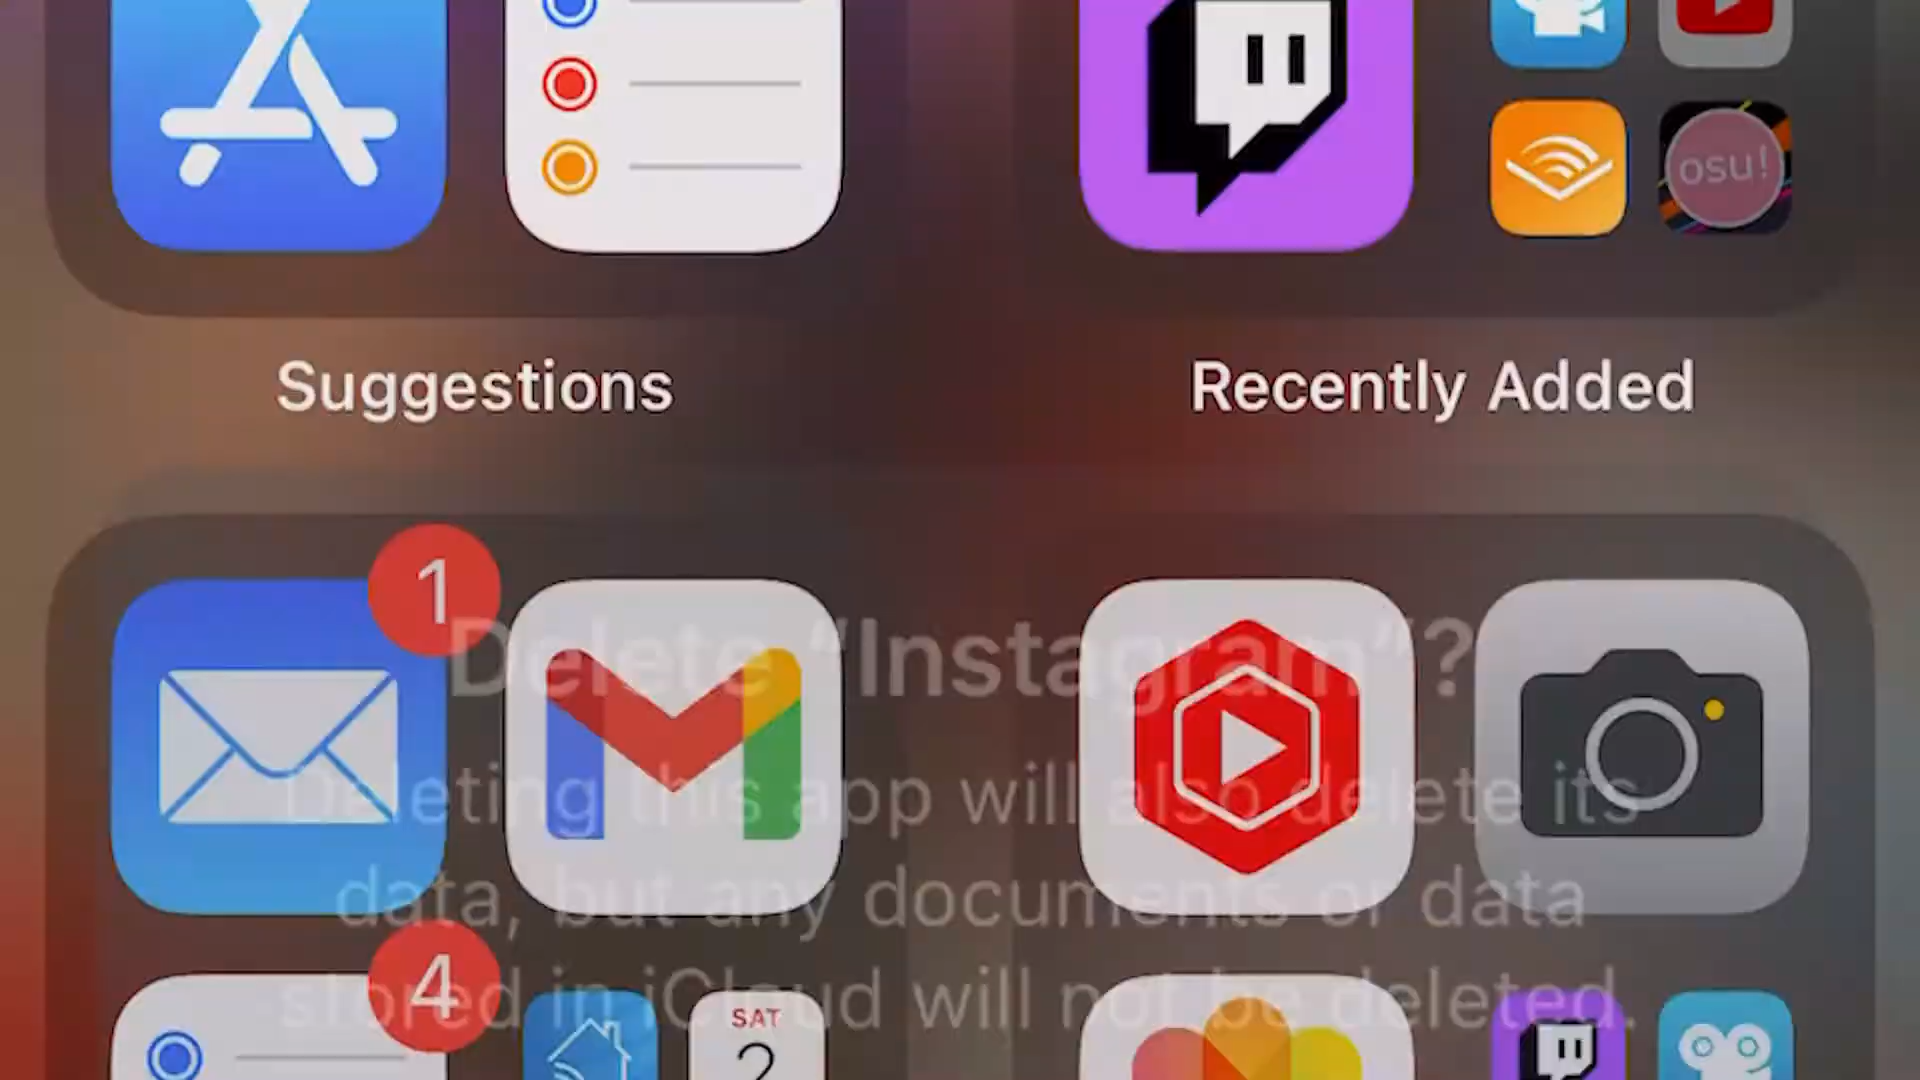 osu!
Suggestions
Recently Added
1
Delete “Instagram”?
Deleting this app will also delete its
data, but any documents or data
stored in iCloud will not be deleted.
4
SAT
2